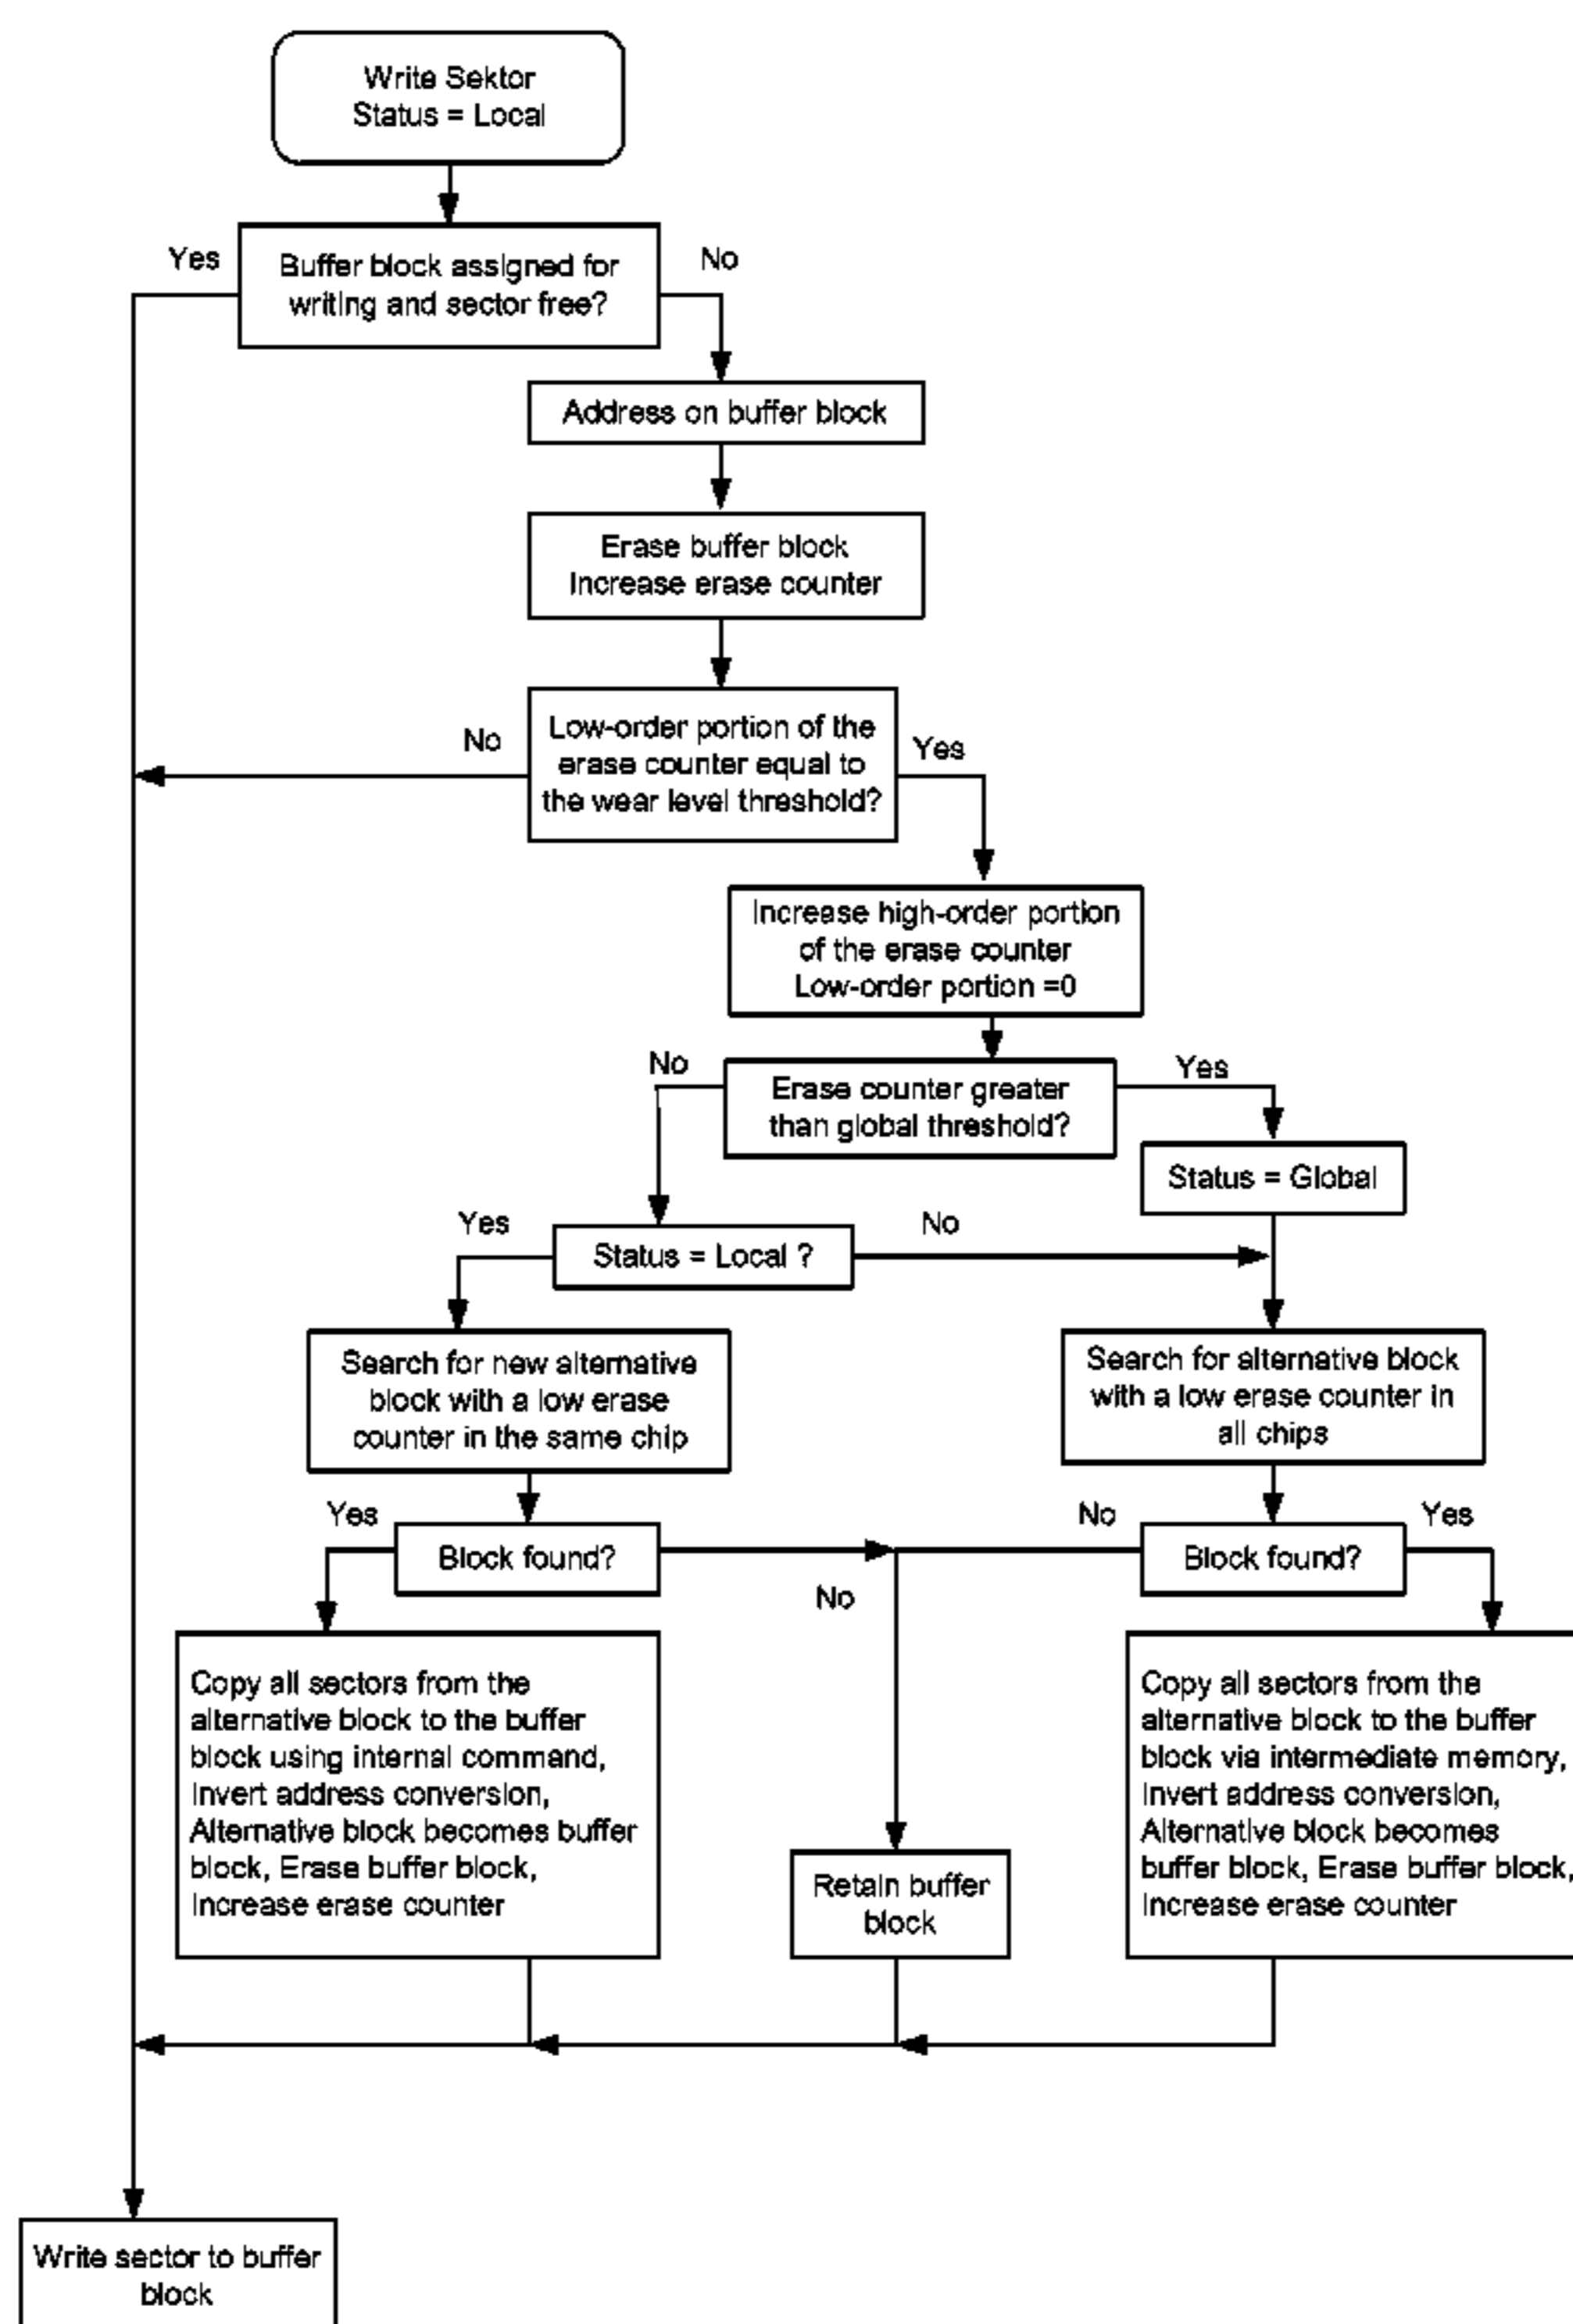 Write Sektor
Status = Local
Yes
Buffer block assigned for
writing and sector free?
No
Address on buffer block
Erase buffer block
Increase erase counter
No
Low-order portion of the
erase counter equal to
the wear level threshold?
Yes
Increase high-order portion
of the erase counter
Low-order portion =0
No
Erase counter greater
than global threshold?
Yes
Status = Global
Yes
Status = Local ?
No
Search for new alternative
block with a low erase
counter in the same chip
Search for alternative block
with a low erase counter in
all chips
Yes
Block found?
No
No
Block found?
Yes
Copy all sectors from the
alternative block to the buffer
block using internal command,
Invert address conversion,
Alternative block becomes buffer
block, Erase buffer block,
Increase erase counter
Retain buffer
block
Copy all sectors from the
alternative block to the buffer
block via intermediate memory,
Invert address conversion,
Alternative block becomes
buffer block, Erase buffer block,
Increase erase counter
Write sector to buffer
block